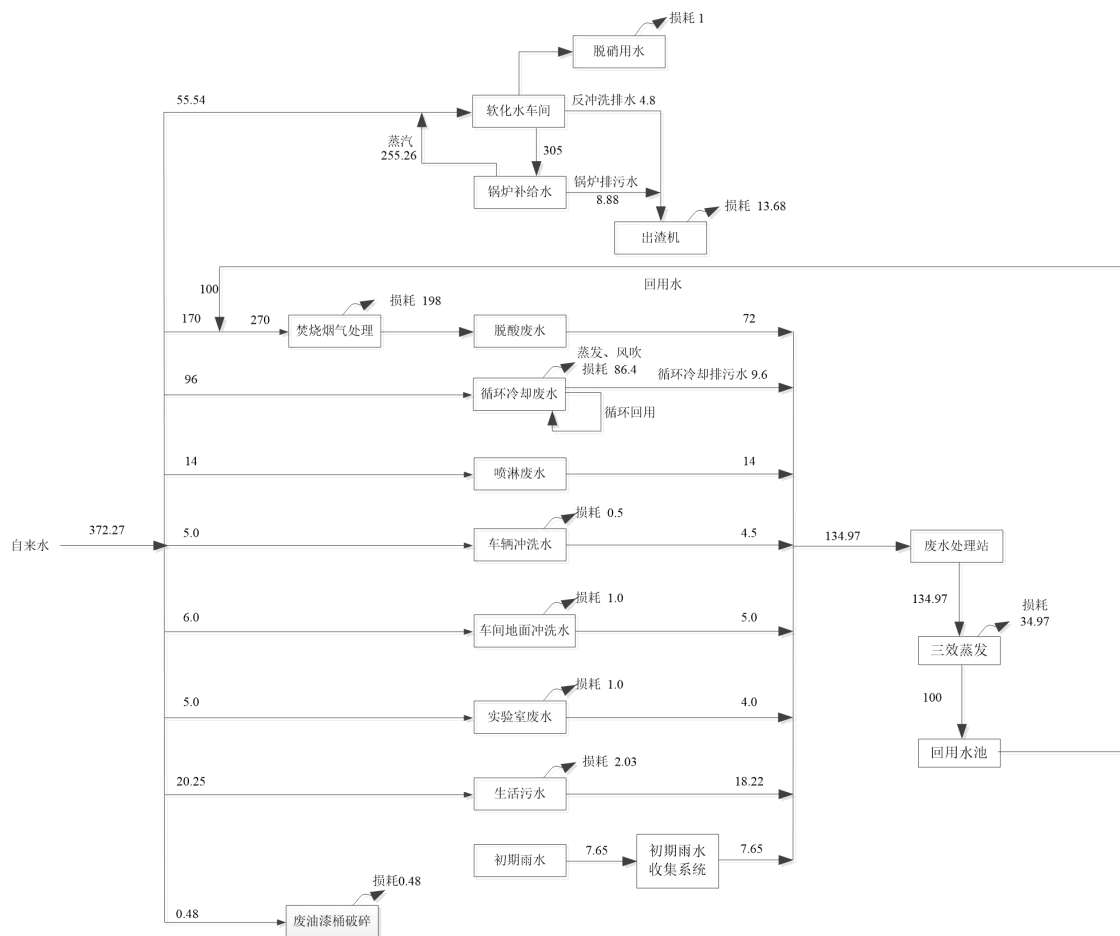 损耗 1
脱硝用水
55.54
软化水车间
反冲洗排水 4.8
蒸汽
255.26
305
锅炉补给水
锅炉排污水
8.88
损耗 13.68
出渣机
回用水
100
170
270
焚烧烟气处理
损耗 198
脱酸废水
72
96
循环冷却废水
蒸发、风吹
损耗 86.4
循环冷却排污水 9.6
循环回用
14
喷淋废水
14
自来水
372.27
5.0
车辆冲洗水
损耗 0.5
4.5
134.97
废水处理站
134.97
6.0
车间地面冲洗水
损耗 1.0
5.0
三效蒸发
损耗
34.97
100
5.0
实验室废水
损耗 1.0
4.0
回用水池
20.25
生活污水
损耗 2.03
18.22
初期雨水
7.65
初期雨水
收集系统
7.65
0.48
废油漆桶破碎
损耗0.48